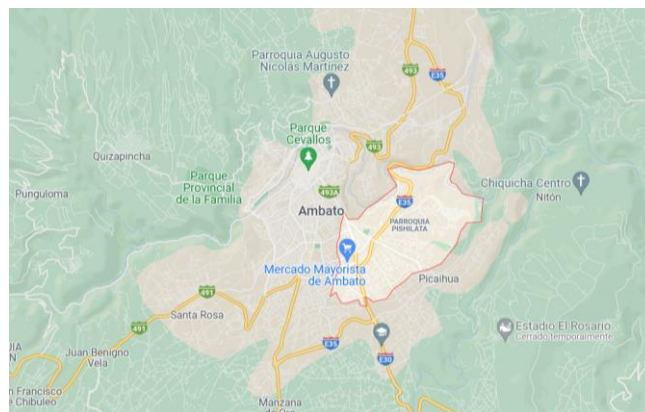 493
E35
Parroquia Augusto
Nicolás Martínez
Parque
Cevallos
493
Quizapincha
Parque
Provincial
de la Familia
Chiquicha Centro
Nitón
Punguloma
493A
E35
Ambato
PARROQUIA
PISHILATA
Mercado Mayorista
de Ambato
Picaihua
491
Santa Rosa
491
Estadio El Rosario
Cerrado temporalmente
E35
Juan Benigno
Vela
E30
n Francisco
de Chibuleo
Manzana